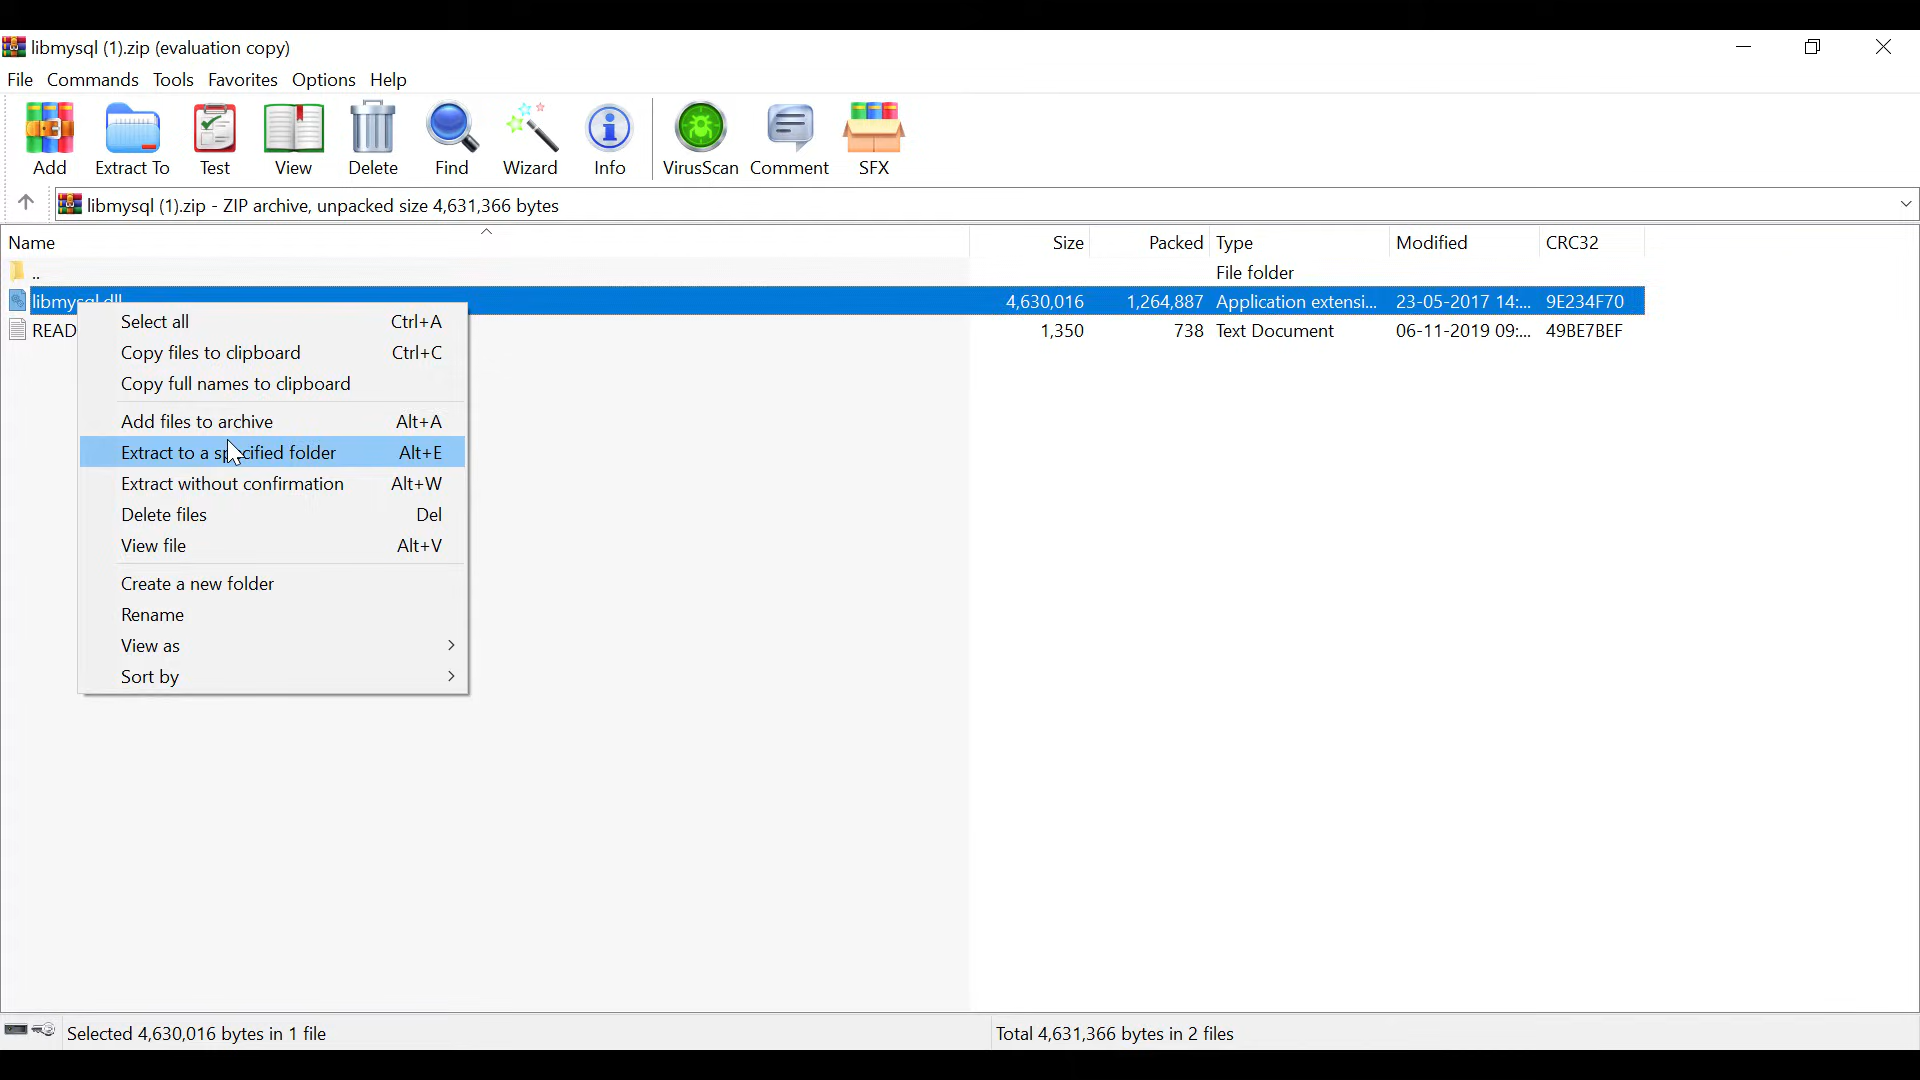 libmysql (1).zip (evaluation copy)
File Commands Tools Favorites Options Help
Add Extract To Test View Delete Find Wizard Info VirusScan Comment SFX
libmysql (1).zip - ZIP archive, unpacked size 4,631,366 bytes
Name Size Packed Type Modified CRC32
.. File folder
libmysql.dll 4,630,016 1,264,887 Application extensi... 23-05-2017 14:... 9E234F70
READ 1,350 738 Text Document 06-11-2019 09:... 49BE7BEF
Select all Ctrl+A
Copy files to clipboard Ctrl+C
Copy full names to clipboard
Add files to archive Alt+A
Extract to a specified folder Alt+E
Extract without confirmation Alt+W
Delete files Del
View file Alt+V
Create a new folder
Rename
View as
Sort by
Selected 4,630,016 bytes in 1 file Total 4,631,366 bytes in 2 files